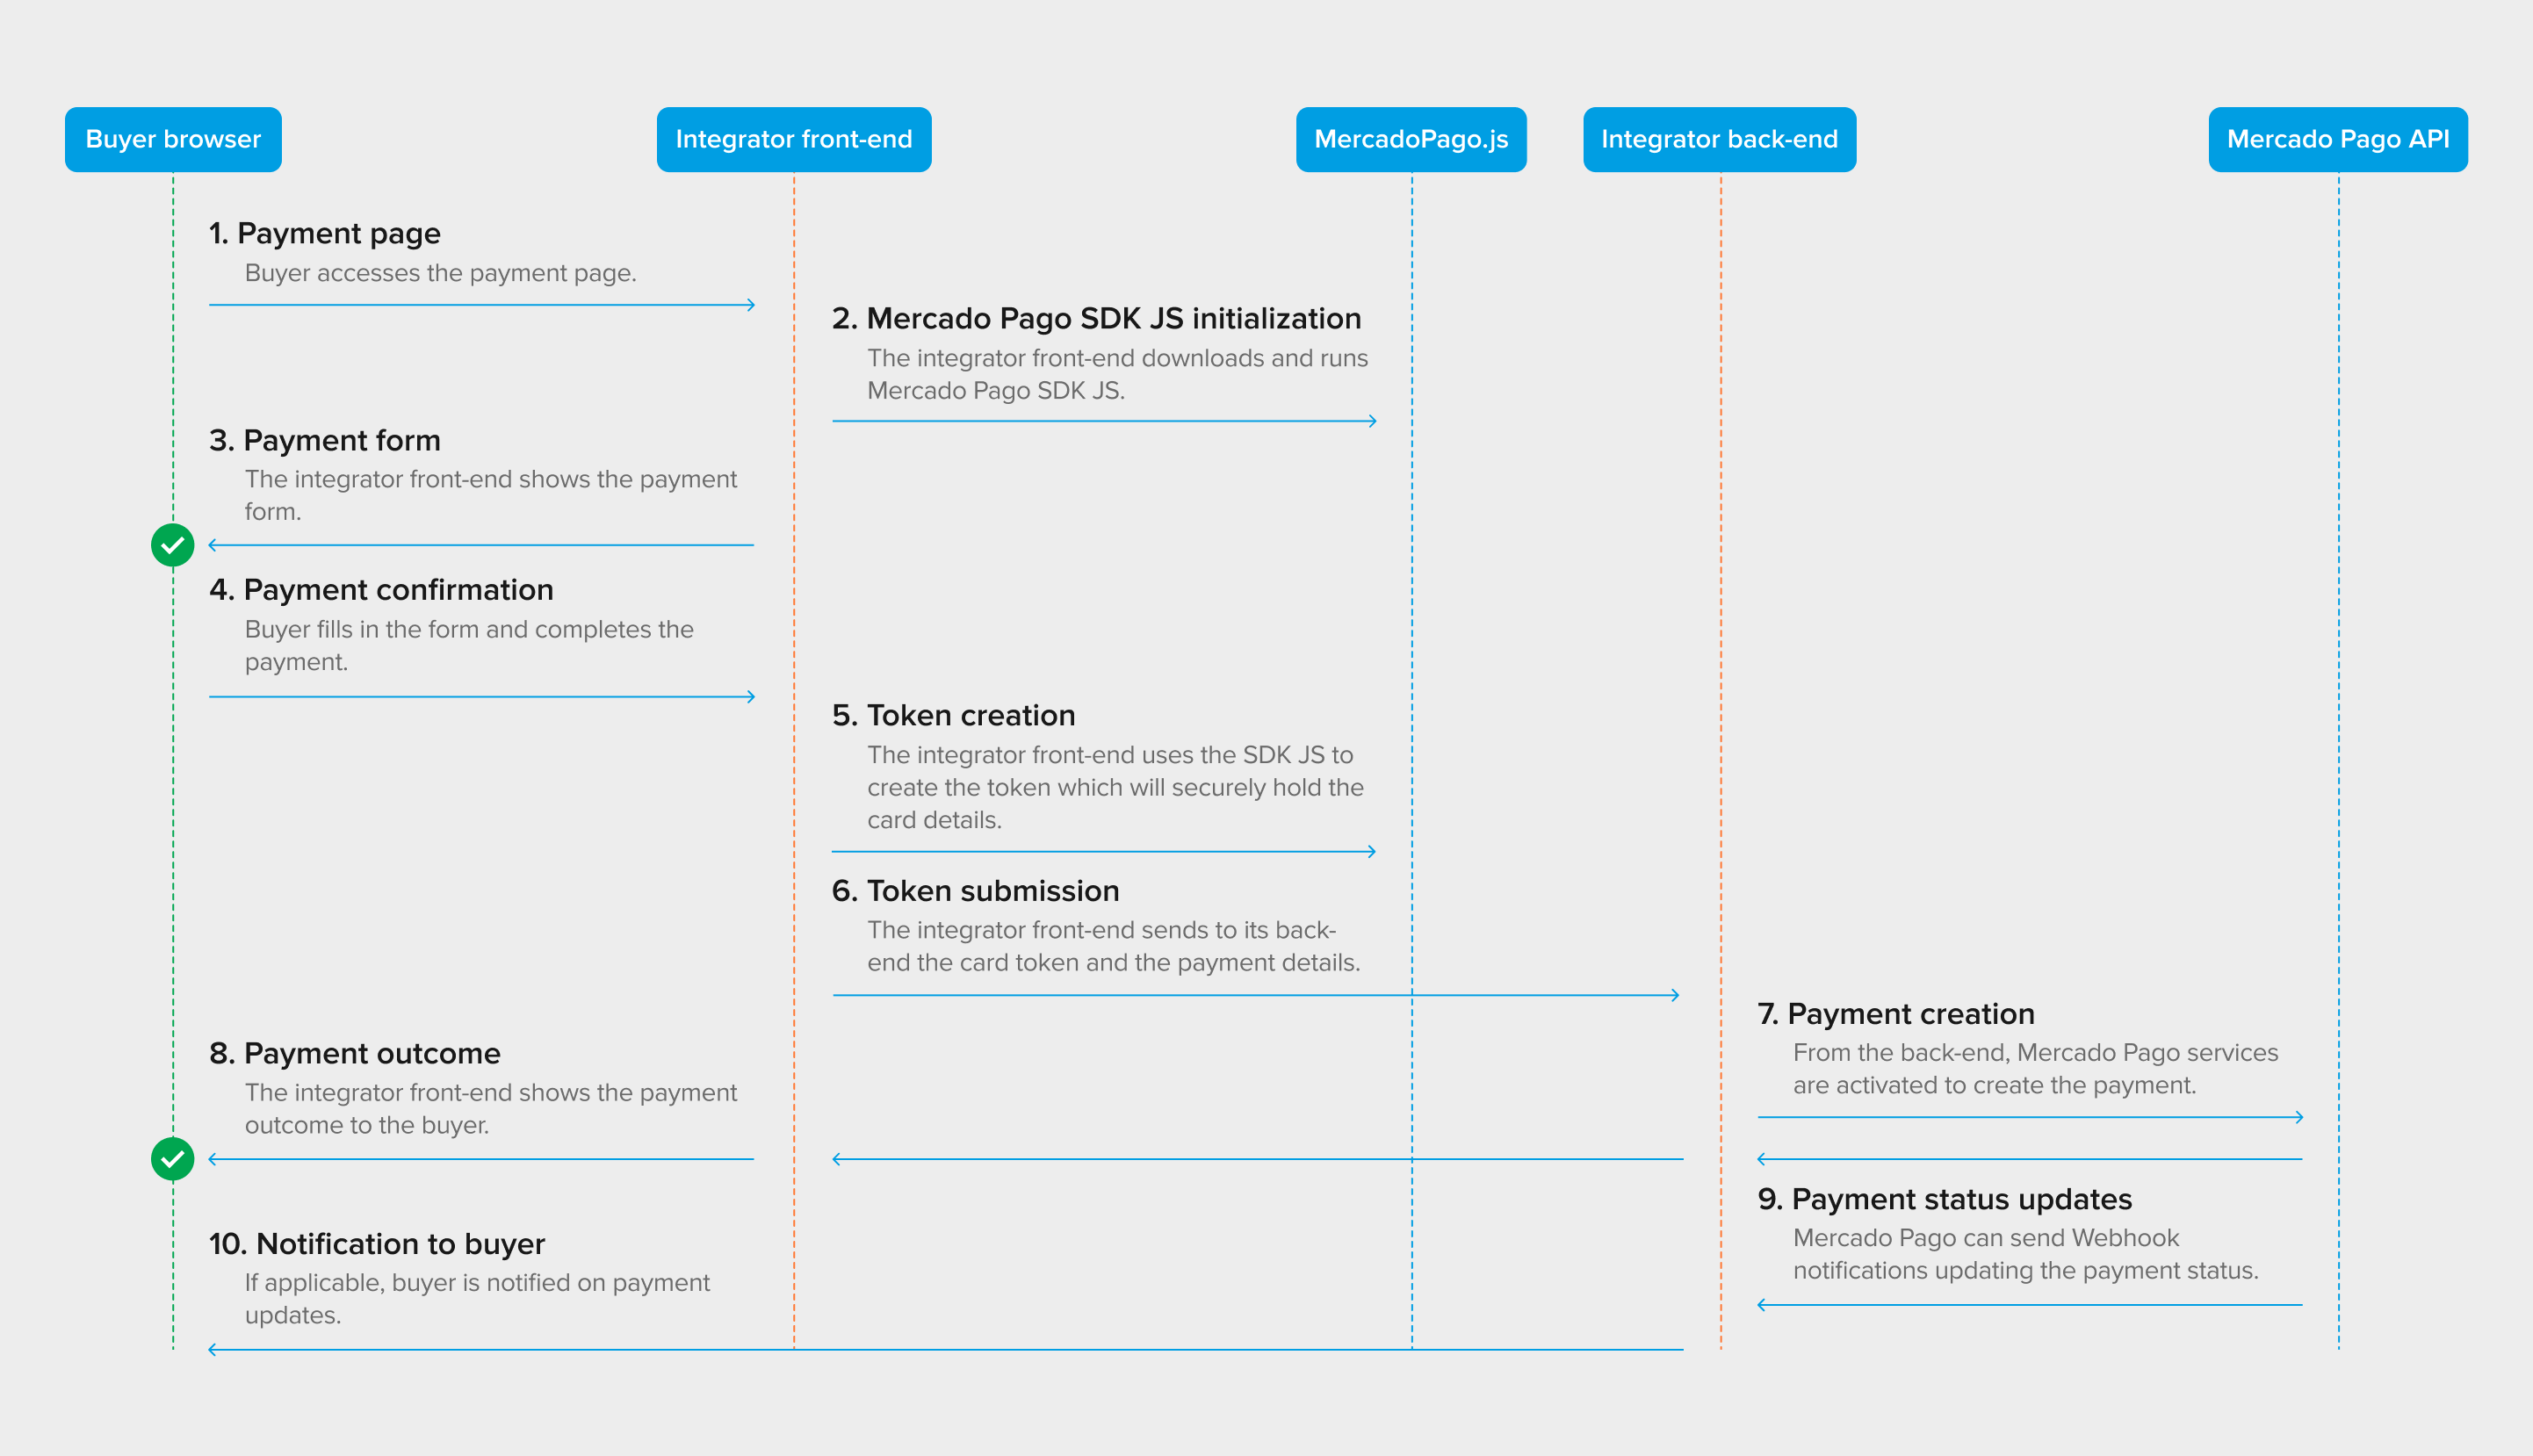 Buyer browser
Integrator front-end
MercadoPago.js
Integrator back-end
Mercado Pago API
1. Payment page
Buyer accesses the payment page.
2. Mercado Pago SDK JS initialization
The integrator front-end downloads and runs
Mercado Pago SDK JS.
3. Payment form
The integrator front-end shows the payment
form.
4. Payment confirmation
Buyer fills in the form and completes the
payment.
5. Token creation
The integrator front-end uses the SDK JS to
create the token which will securely hold the
card details.
6. Token submission
The integrator front-end sends to its back-
end the card token and the payment details.
7. Payment creation
From the back-end, Mercado Pago services
are activated to create the payment.
8. Payment outcome
The integrator front-end shows the payment
outcome to the buyer.
9. Payment status updates
Mercado Pago can send Webhook
notifications updating the payment status.
10. Notification to buyer
If applicable, buyer is notified on payment
updates.